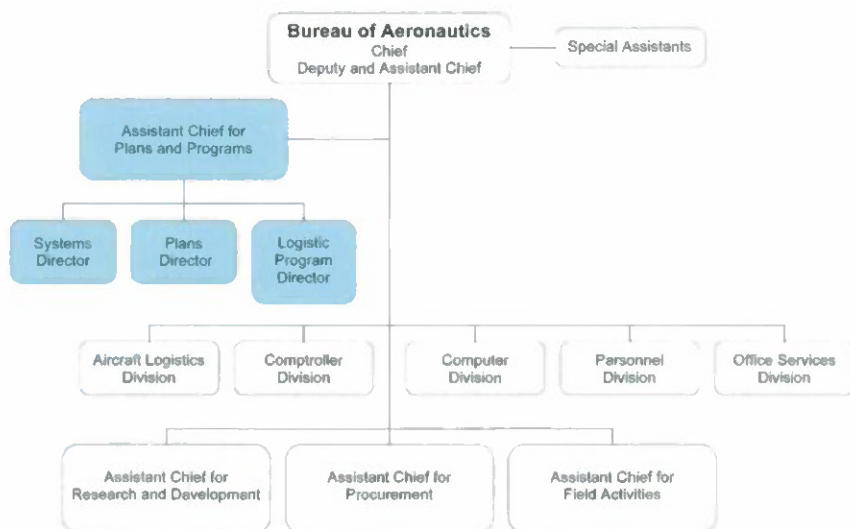 Bureau of Aeronautics
Chief
Deputy and Assistant Chief
Special Assistants
Assistant Chief for
Plans and Programs
Systems
Director
Plans
Director
Logistic
Program
Director
Aircraft Logistics
Division
Comptroller
Division
Computer
Division
Parsonnel
Division
Office Services
Division
Assistant Chief for
Research and Development
Assistant Chief for
Procurement
Assistant Chief for
Field Activities